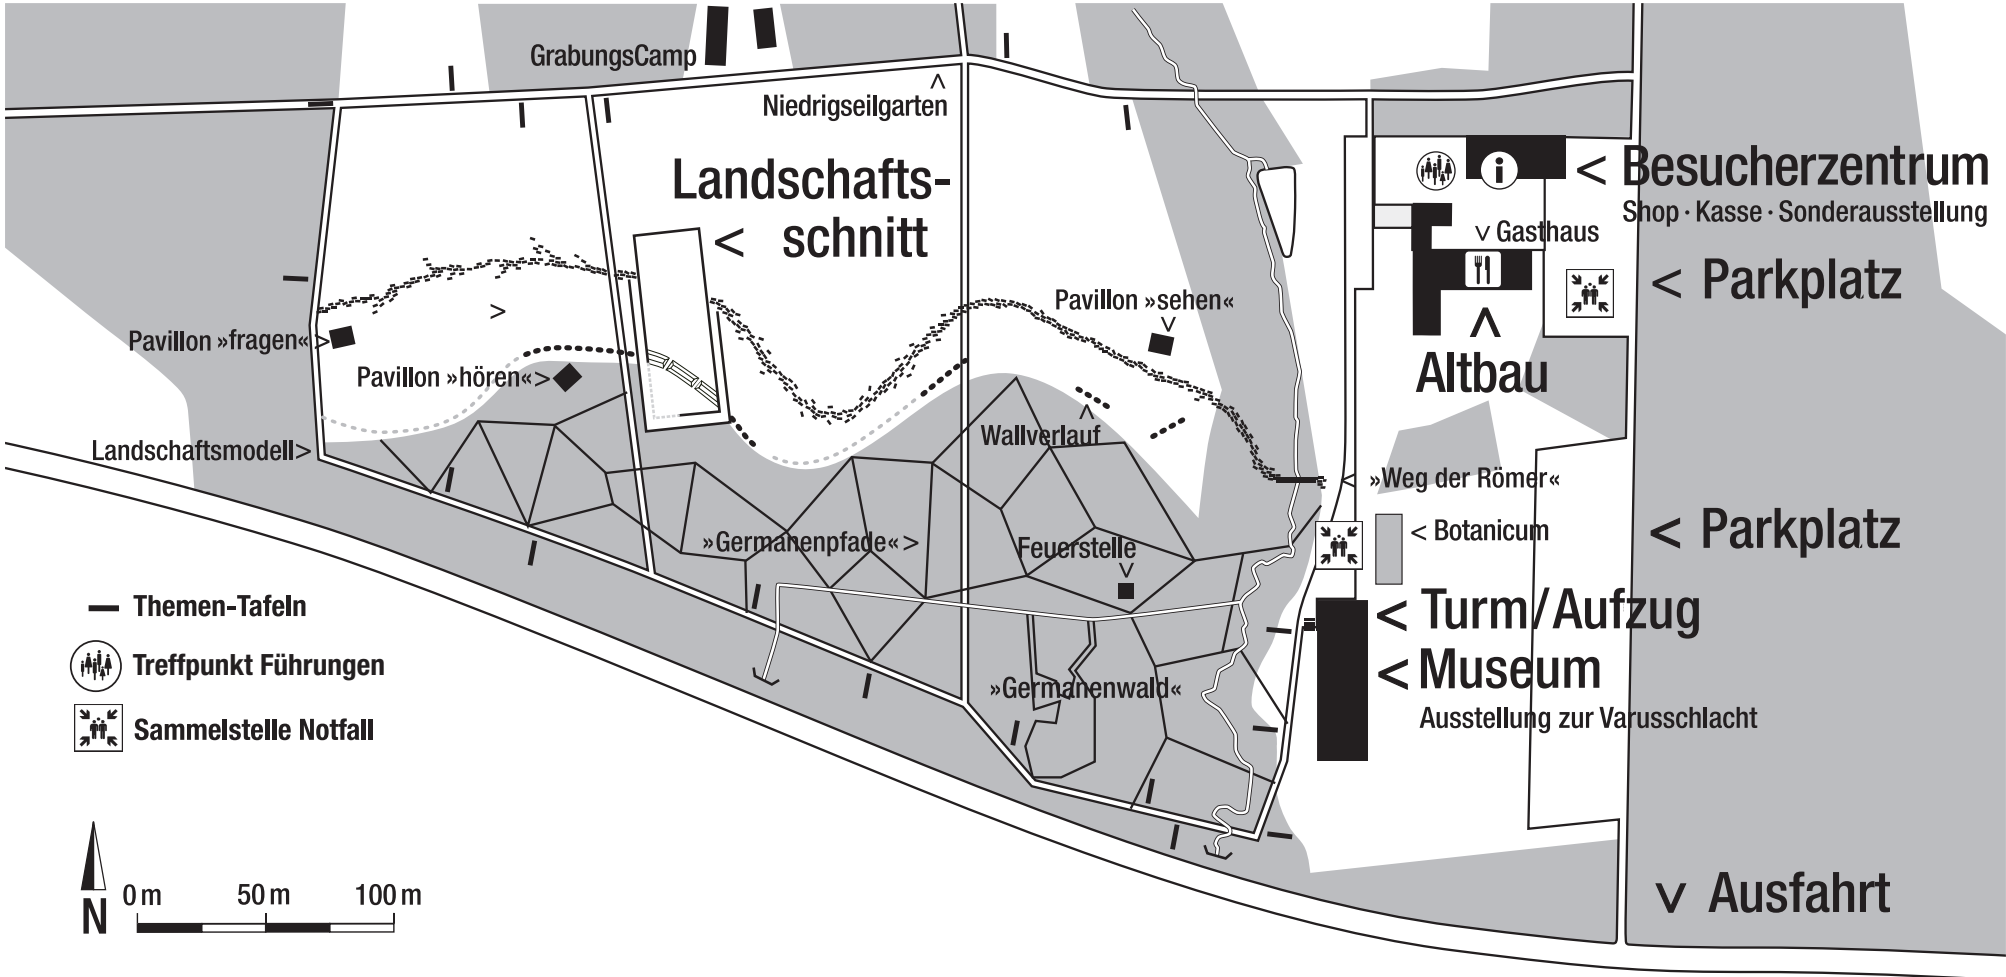 GrabungsCamp
Niedrigseilgarten
Landschafts-
< schnitt
< Besucherzentrum
Shop · Kasse · Sonderausstellung
Gasthaus
< Parkplatz
Altbau
Pavillon »sehen«
Pavillon »fragen« >
Pavillon »hören« >
Wallverlauf
Landschaftsmodell >
< »Weg der Römer«
< Botanicum
< Parkplatz
»Germanenpfade« >
Feuerstelle
< Turm/Aufzug
< Museum
Ausstellung zur Varusschlacht
»Germanenwald«
Themen-Tafeln
Treffpunkt Führungen
Sammelstelle Notfall
N
0 m 50 m 100 m
Ausfahrt